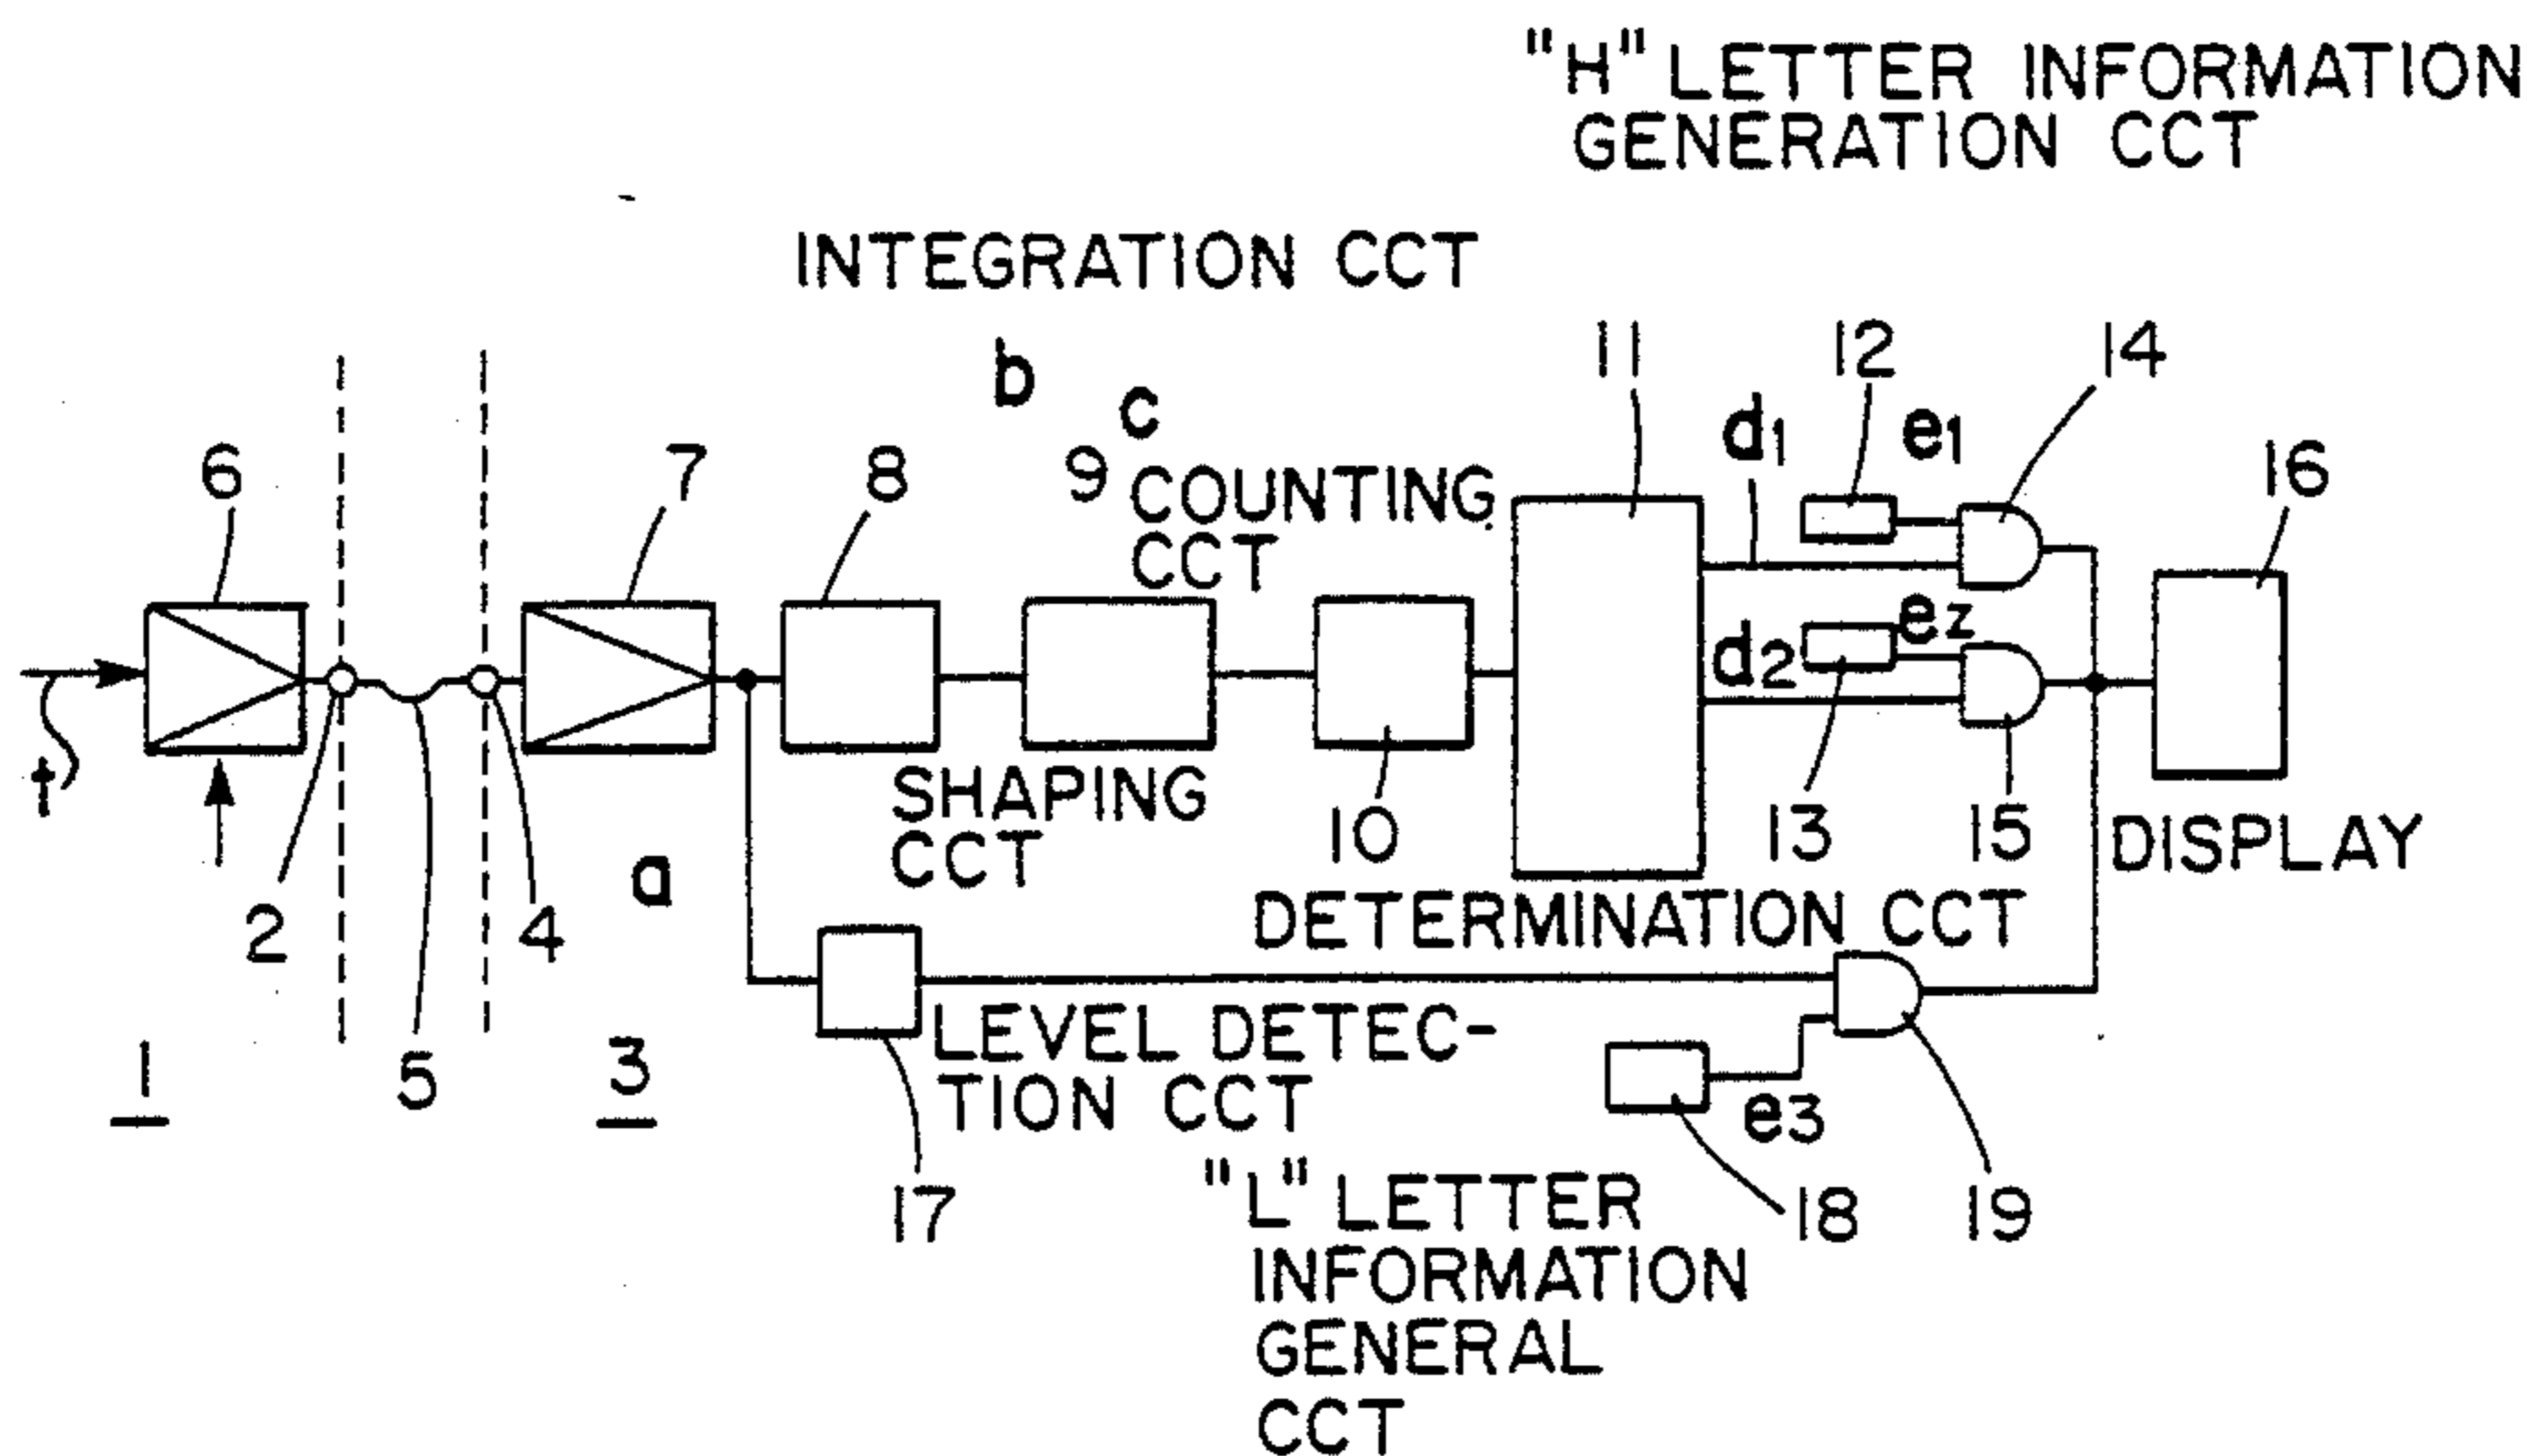 "H" LETTER INFORMATION
GENERATION CCT
INTEGRATION CCT
b
c
11
12
14
d1
e1
6
7
8
9
COUNTING
CCT
16
e2
d2
t
2
5
4
a
SHAPING
CCT
10
13
15
DISPLAY
DETERMINATION CCT
1
3
LEVEL DETEC-
TION CCT
e3
17
18
19
"L" LETTER
INFORMATION
GENERAL
CCT